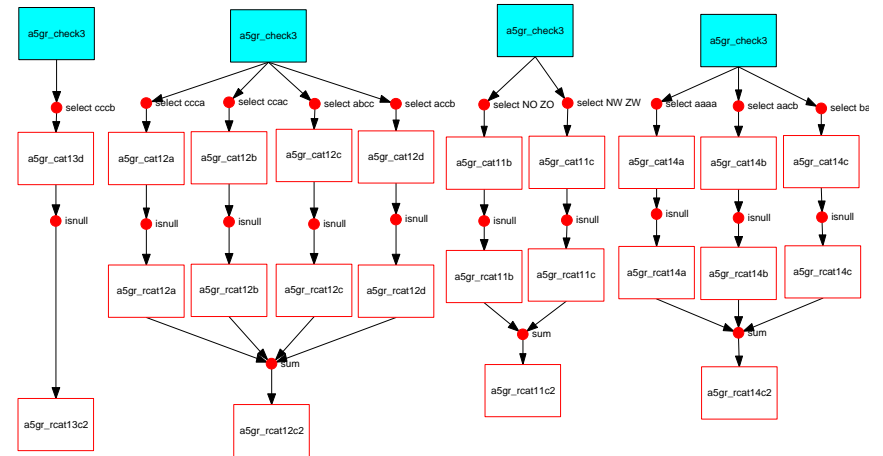 a5gr_check3
a5gr_check3
a5gr_check3
a5gr_check3
select cccb
select ccca
select ccac
select abcc
select accb
select NO ZO
select NW ZW
select aaaa
select aacb
select ba
a5gr_cat13d
a5gr_cat12a
a5gr_cat12b
a5gr_cat12c
a5gr_cat12d
a5gr_cat11b
a5gr_cat11c
a5gr_cat14a
a5gr_cat14b
a5gr_cat14c
isnull
isnull
isnull
isnull
isnull
isnull
isnull
isnull
isnull
isnull
a5gr_rcat12a
a5gr_rcat12b
a5gr_rcat12c
a5gr_rcat12d
a5gr_rcat11b
a5gr_rcat11c
a5gr_rcat14a
a5gr_rcat14b
a5gr_rcat14c
sum
sum
sum
a5gr_rcat13c2
a5gr_rcat12c2
a5gr_rcat11c2
a5gr_rcat14c2